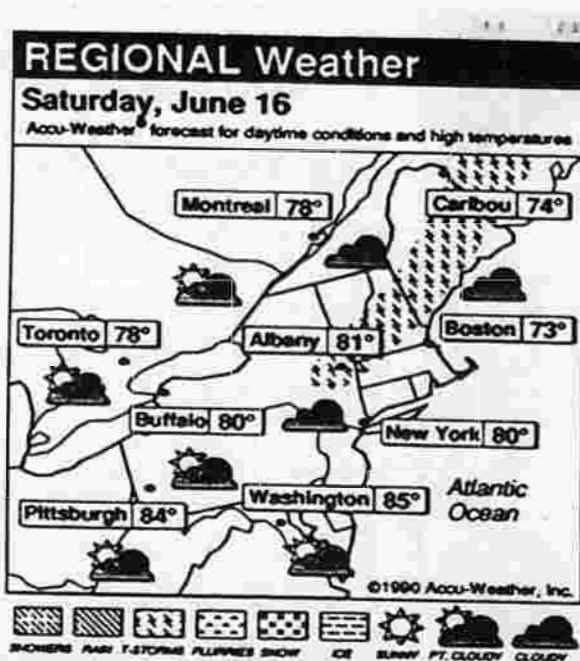 REGIONAL Weather
Saturday, June 16
Accu-Weather forecast for daytime conditions and high temperatures
Montreal 78°
Caribou 74°
Toronto 78°
Albany 81°
Boston 73°
Buffalo 80°
New York 80°
Washington 85°
Atlantic
Ocean
Pittsburgh 84°
©1990 Accu-Weather, Inc.
SHOWERS RAIN T-STORMS FLURRIES SNOW ICE SUNNY PT. CLOUDY CLOUDY